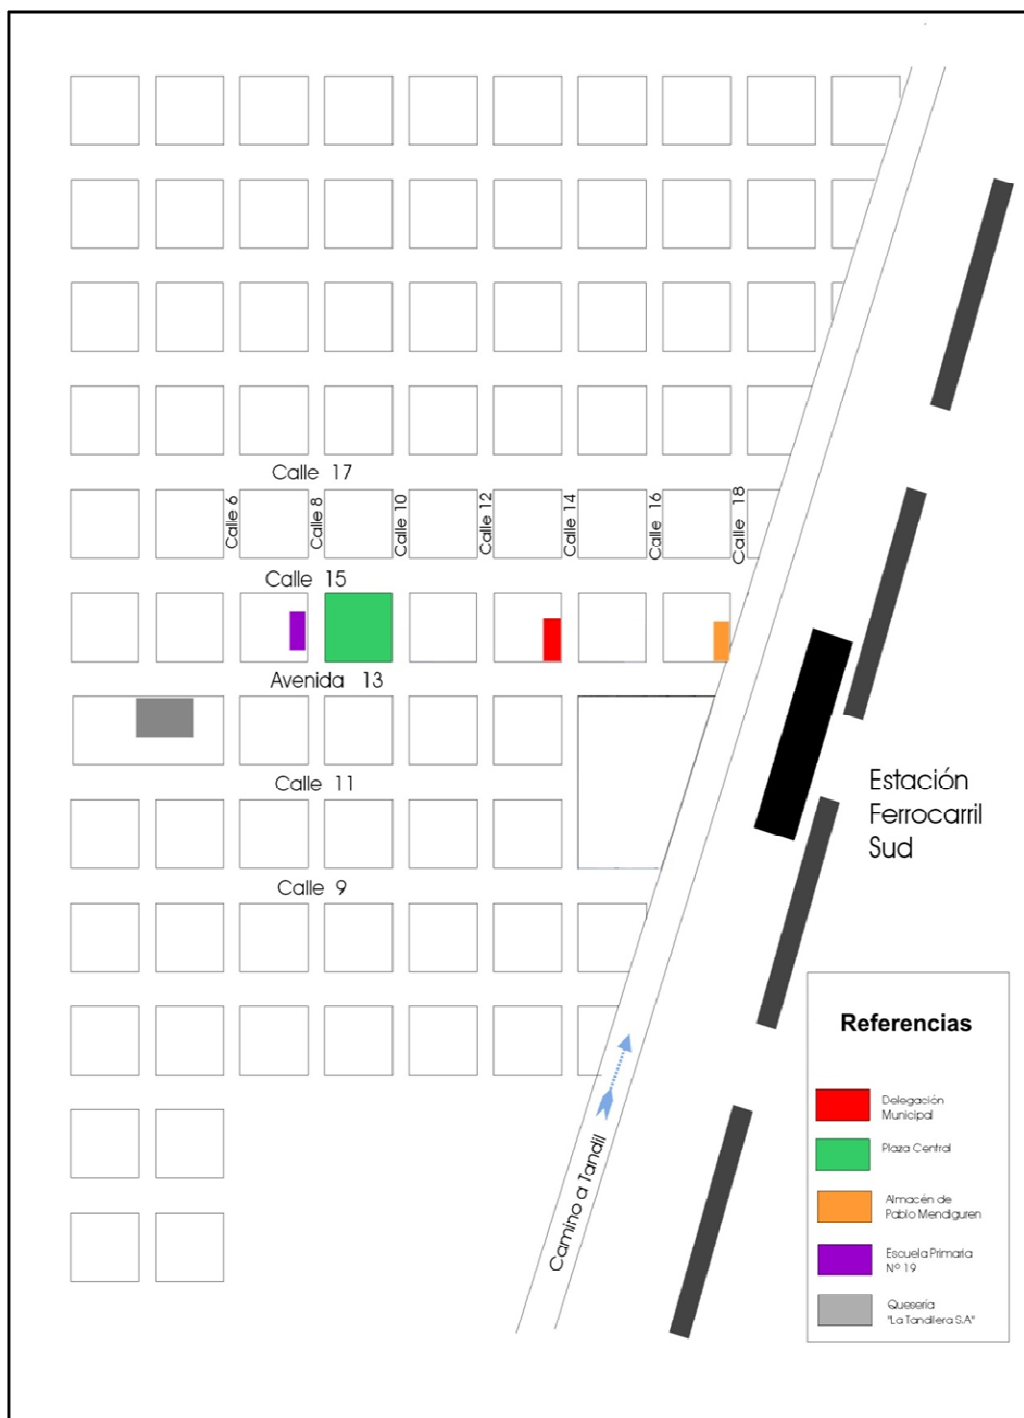 Calle 17
Calle 6
Calle 8
Calle 10
Calle 12
Calle 14
Calle 16
Calle 18
Calle 15
Avenida 13
Calle 11
Calle 9
Estación
Ferrocarril
Sud
Camino a Tandil
Referencias
Delegación
Municipal
Plaza Central
Almacén de
Pablo Mendiguren
Escuela Primaria
Nº 19
Quesería
"La Tandilera S.A"